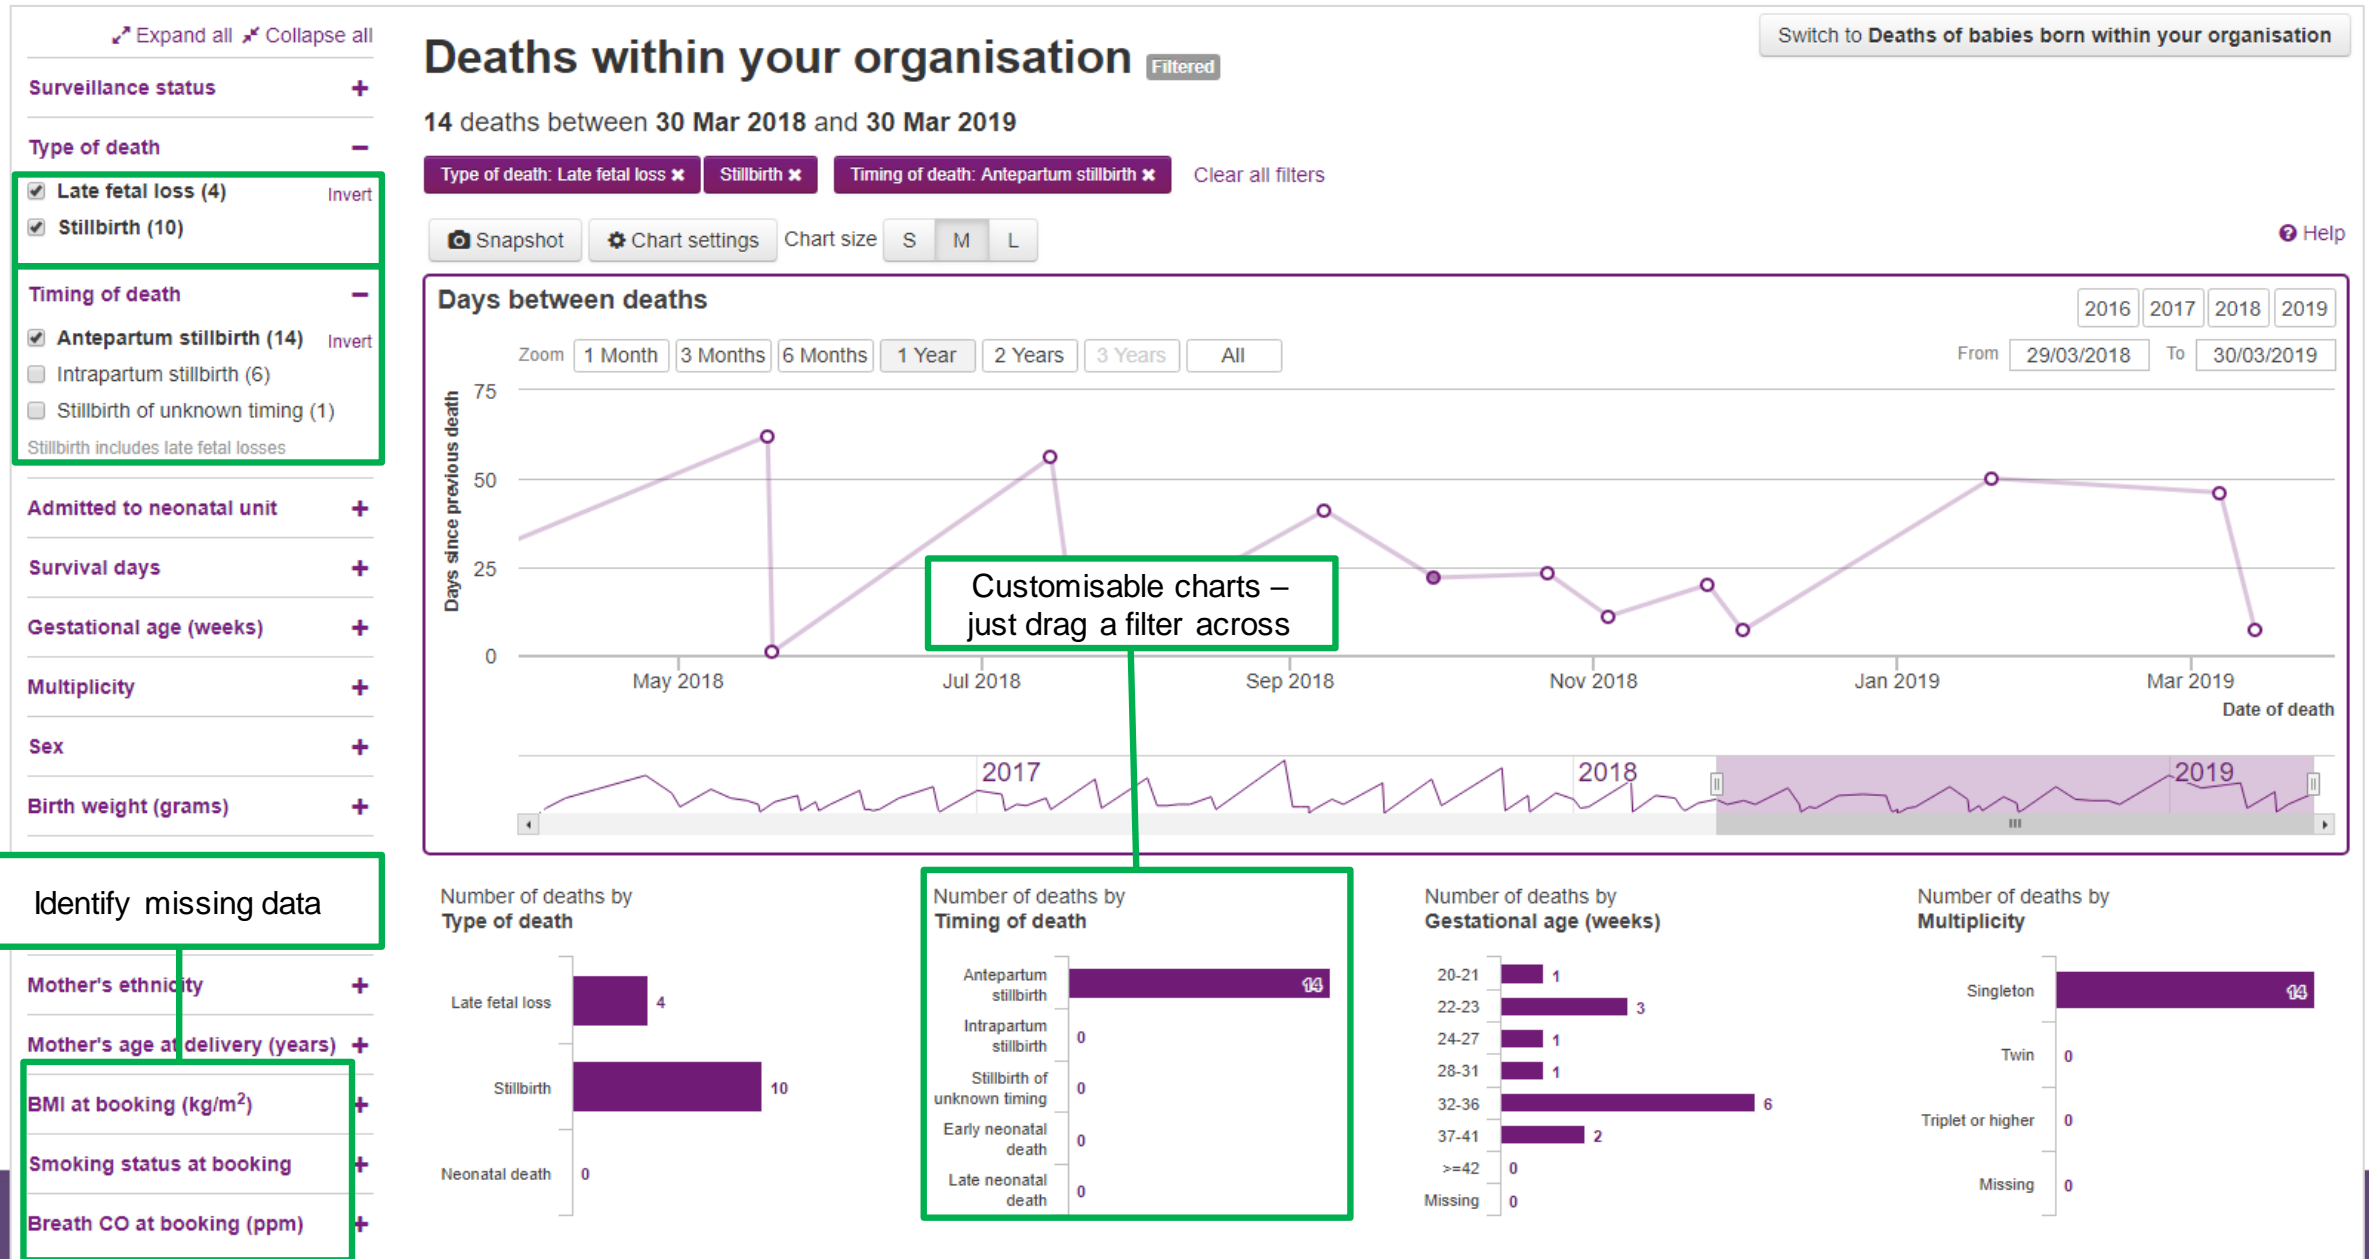 Expand all Collapse all
Surveillance status
Type of death
Late fetal loss (4) Invert
Stillbirth (10)
Timing of death
Antepartum stillbirth (14) Invert
Intrapartum stillbirth (6)
Stillbirth of unknown timing (1)
Stillbirth includes late fetal losses
Admitted to neonatal unit
Survival days
Gestational age (weeks)
Multiplicity
Sex
Birth weight (grams)
Identify missing data
Mother's ethnicity
Mother's age at delivery (years)
BMI at booking (kg/m²)
Smoking status at booking
Breath CO at booking (ppm)
Deaths within your organisation Filtered
Switch to Deaths of babies born within your organisation
14 deaths between 30 Mar 2018 and 30 Mar 2019
Type of death: Late fetal loss Stillbirth Timing of death: Antepartum stillbirth Clear all filters
Snapshot Chart settings Chart size S M L
Help
Days between deaths
2016 2017 2018 2019
Zoom 1 Month 3 Months 6 Months 1 Year 2 Years 3 Years All
From 29/03/2018 To 30/03/2019
Days since previous death
75
50
25
0
Customisable charts –
just drag a filter across
May 2018 Jul 2018 Sep 2018 Nov 2018 Jan 2019 Mar 2019
Date of death
2017 2018 2019
Number of deaths by
Type of death
Late fetal loss 4
Stillbirth 10
Neonatal death 0
Number of deaths by
Timing of death
Antepartum
stillbirth 14
Intrapartum
stillbirth 0
Stillbirth of
unknown timing 0
Early neonatal
death 0
Late neonatal
death 0
Number of deaths by
Gestational age (weeks)
20-21 1
22-23 3
24-27 1
28-31 1
32-36 6
37-41 2
>=42 0
Missing 0
Number of deaths by
Multiplicity
Singleton 14
Twin 0
Triplet or higher 0
Missing 0